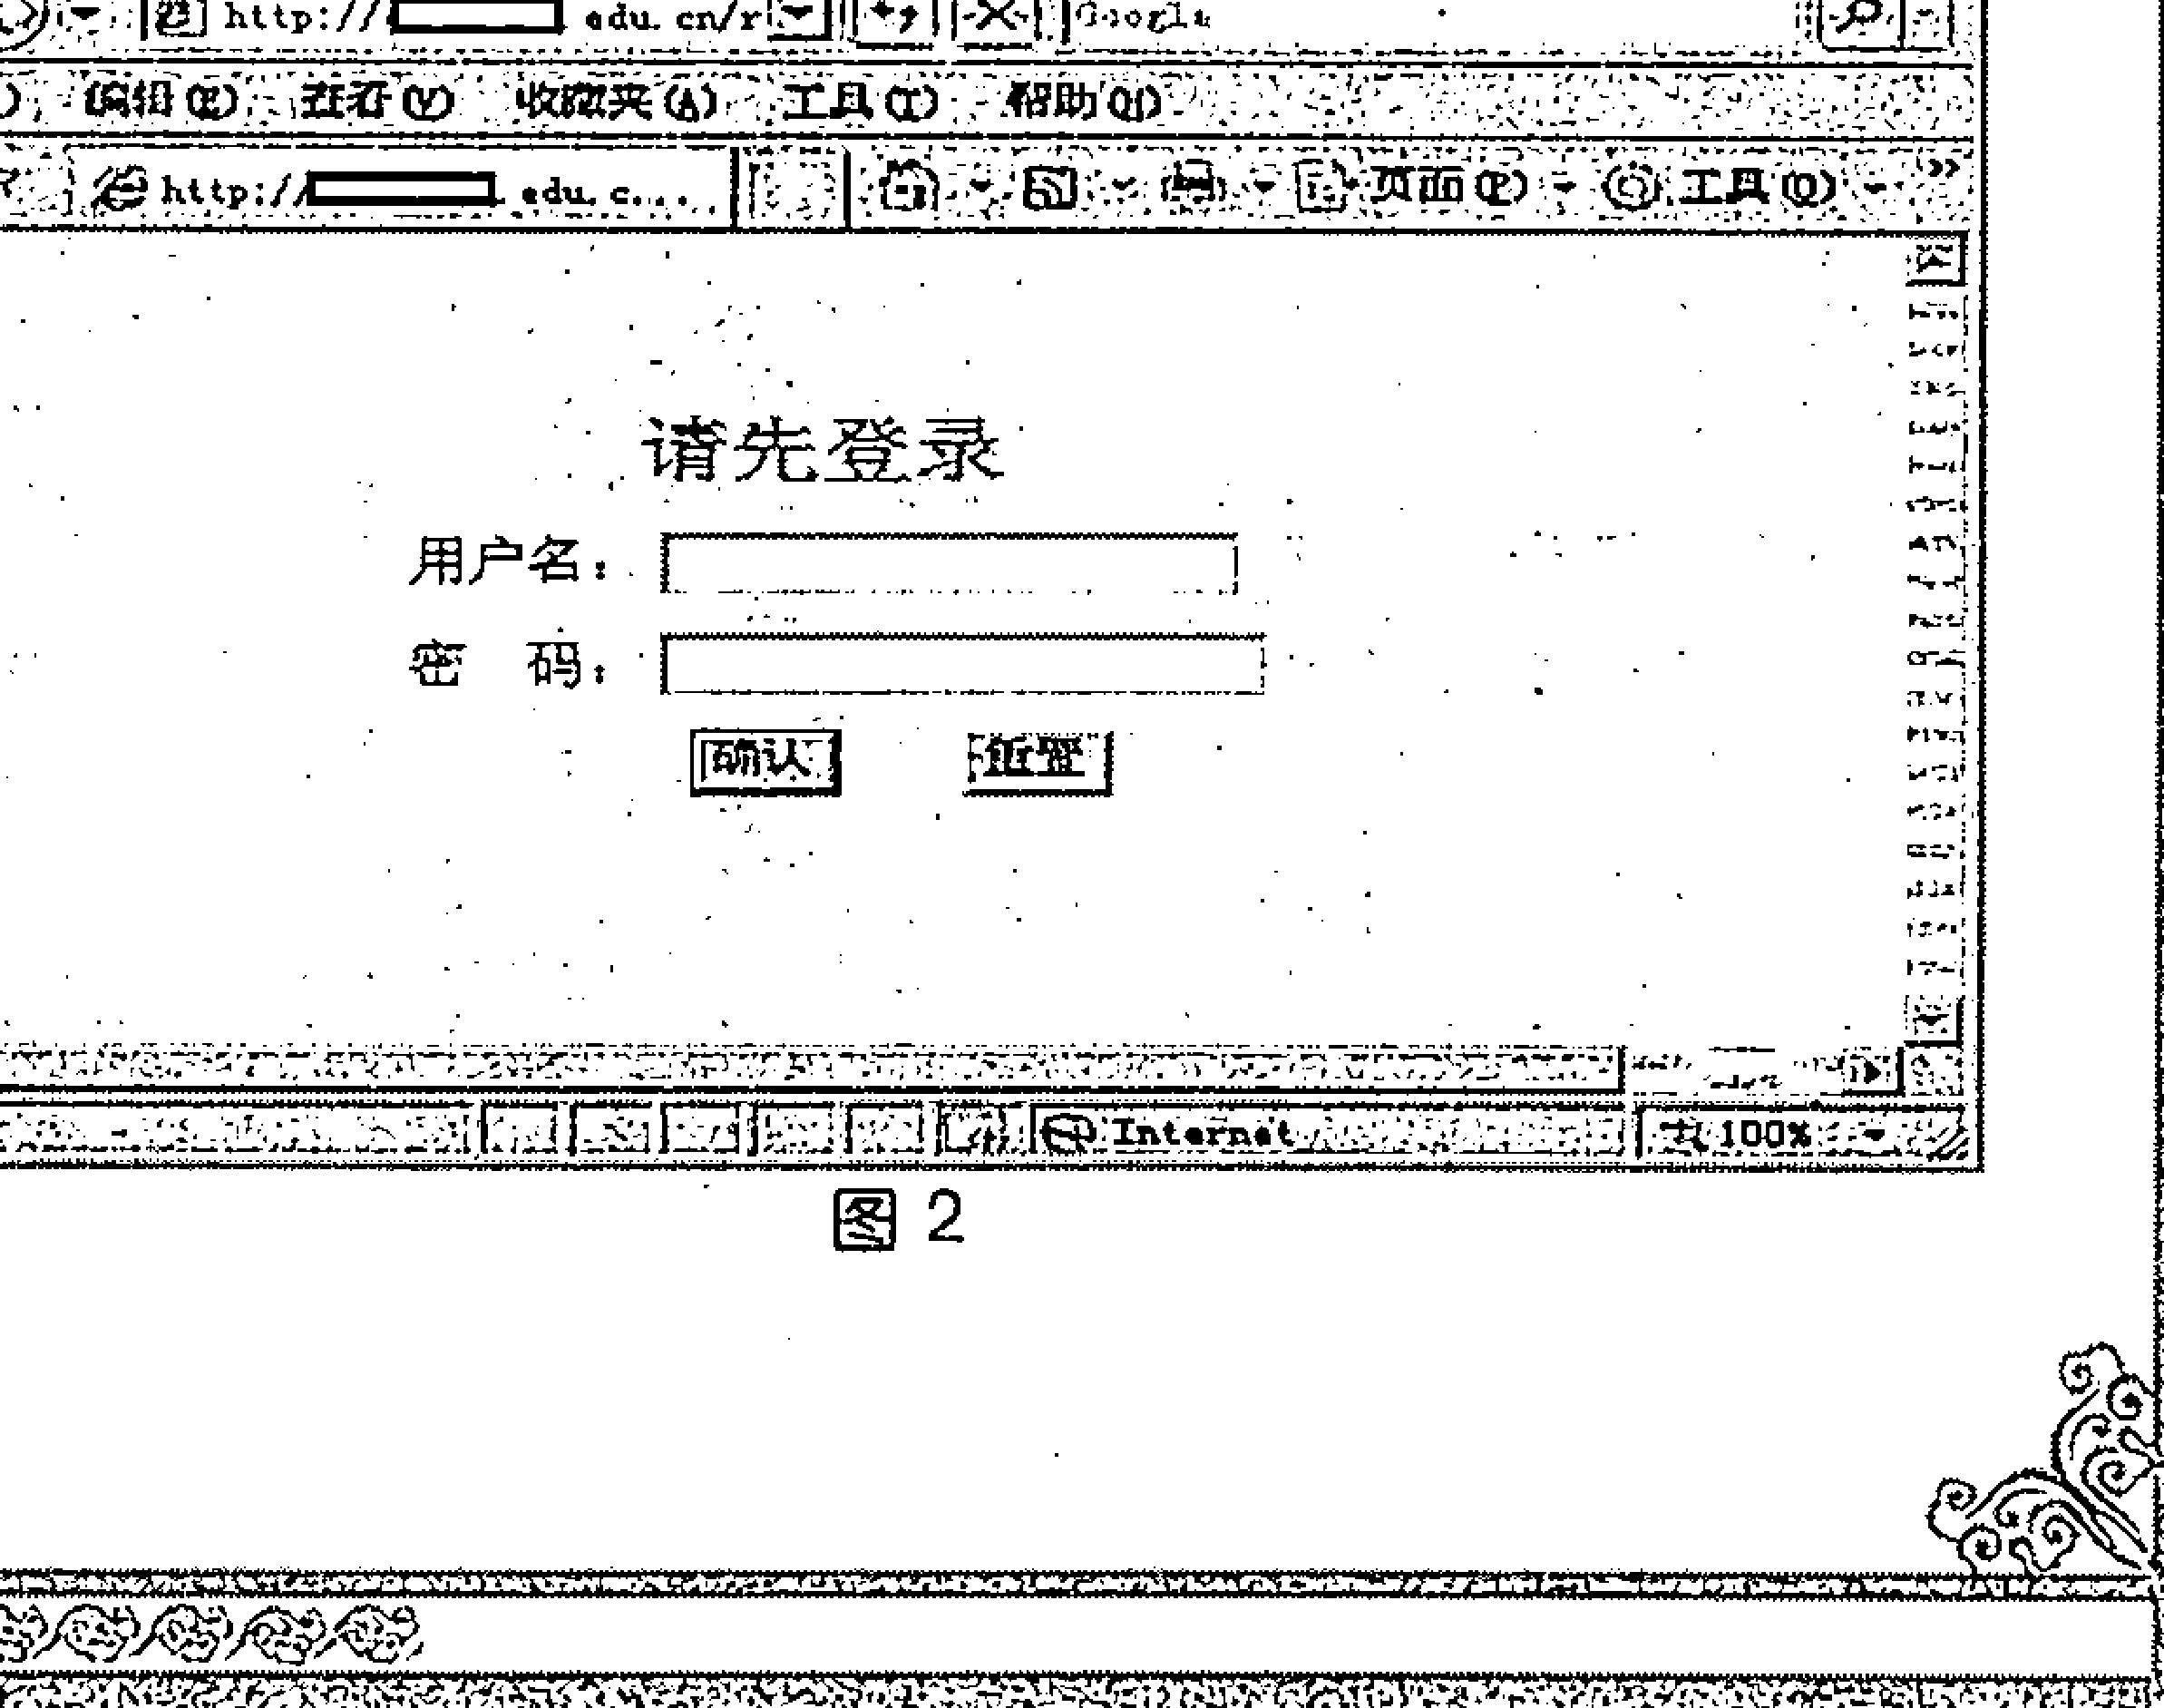 http:// .edu.cn/r Google
编辑(E) 查看(V) 收藏夹(A) 工具(T) 帮助(H)
http:// .edu.c... 页面(P) 工具(O) »
请先登录
用户名:
密 码:
确认 重置
Internet 100%
图 2